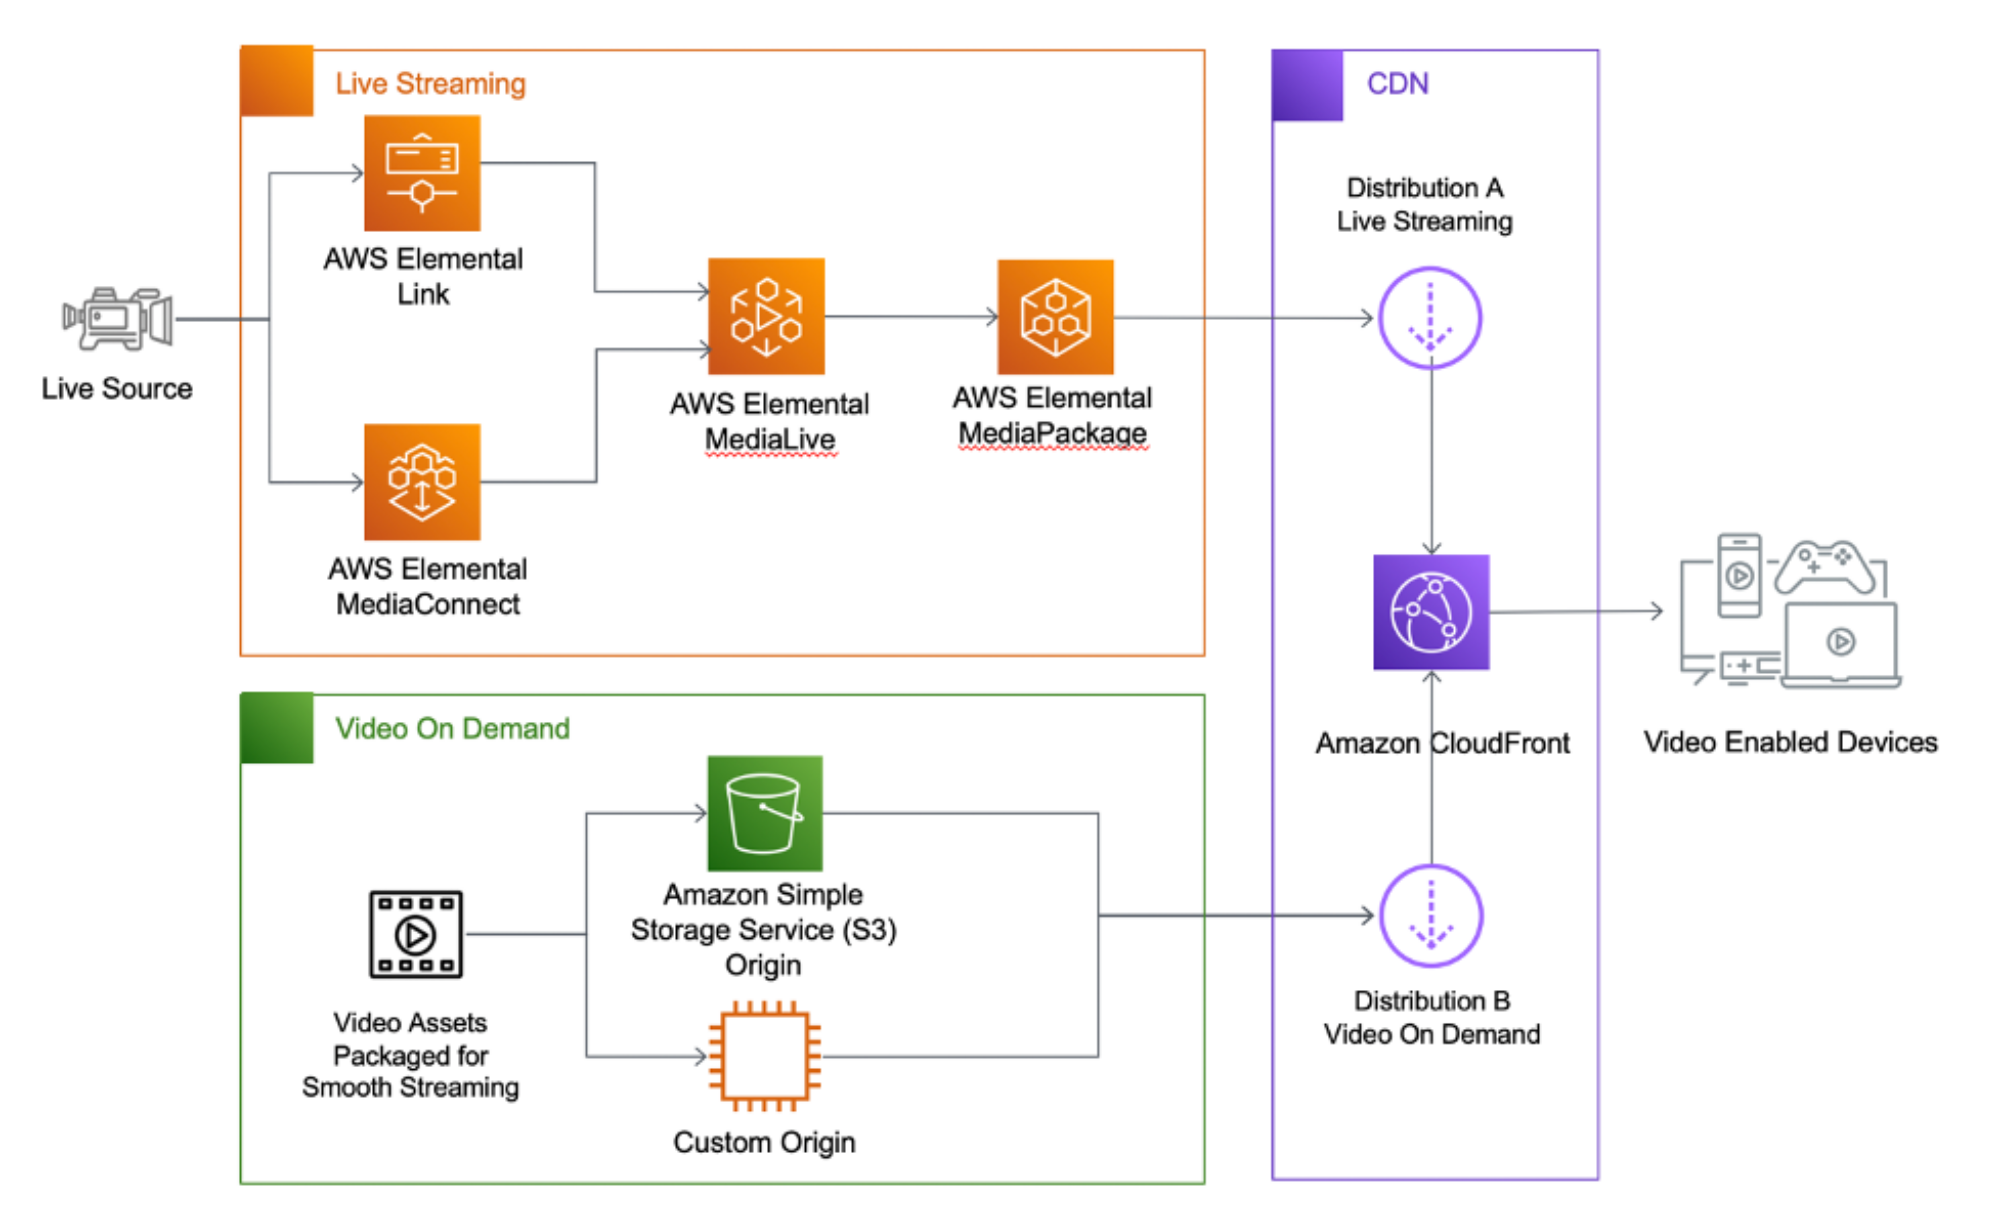 Live Streaming
CDN
Distribution A
Live Streaming
AWS Elemental
Link
Live Source
AWS Elemental
MediaLive
AWS Elemental
MediaPackage
AWS Elemental
MediaConnect
Amazon CloudFront
Video Enabled Devices
Video On Demand
Amazon Simple
Storage Service (S3)
Origin
Video Assets
Packaged for
Smooth Streaming
Custom Origin
Distribution B
Video On Demand